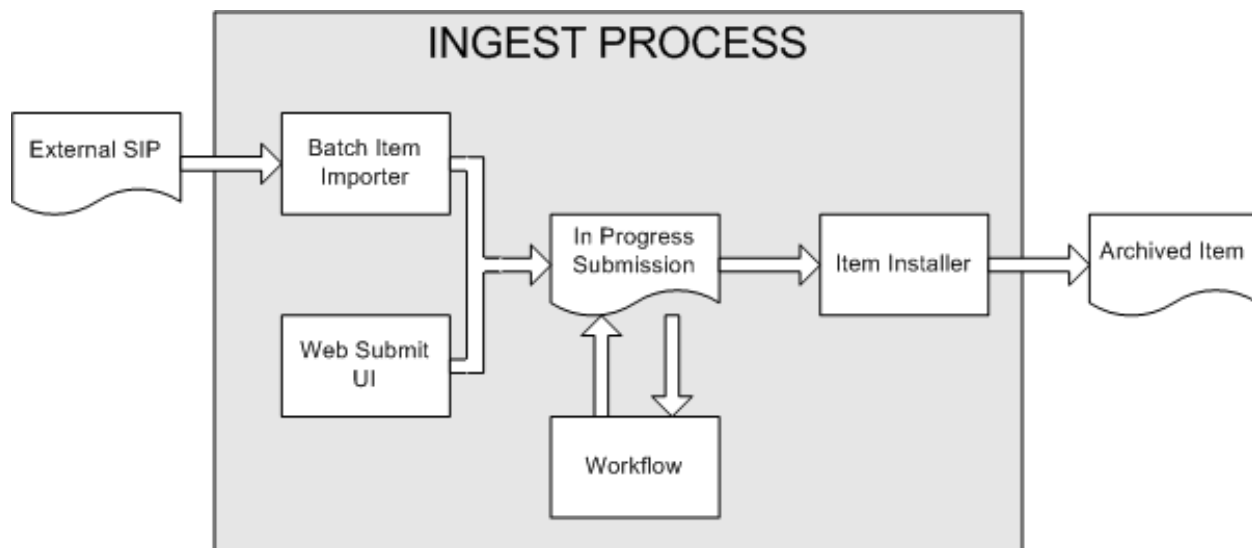 INGEST PROCESS
External SIP
Batch Item
Importer
In Progress
Submission
Item Installer
Archived Item
Web Submit
UI
Workflow